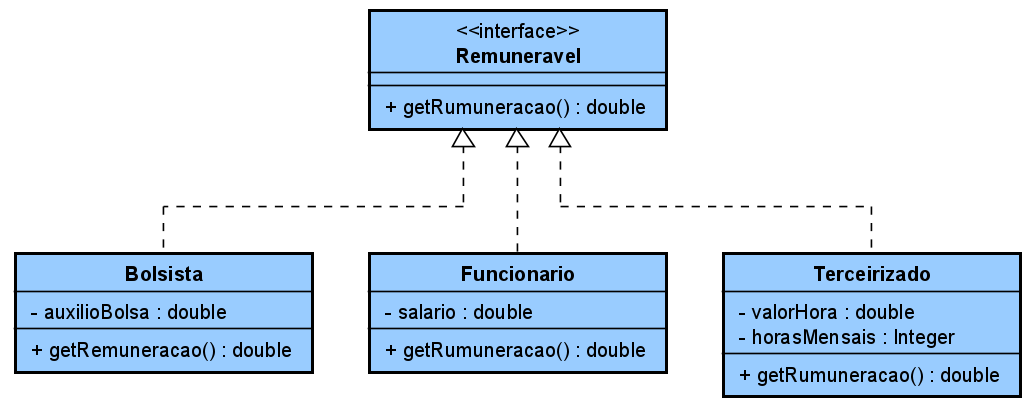 <<interface>>
Remuneravel
+ getRumuneracao() : double
Bolsista
- auxilioBolsa : double
+ getRemuneracao() : double
Funcionario
- salario : double
+ getRumuneracao() : double
Terceirizado
- valorHora : double
- horasMensais : Integer
+ getRumuneracao() : double